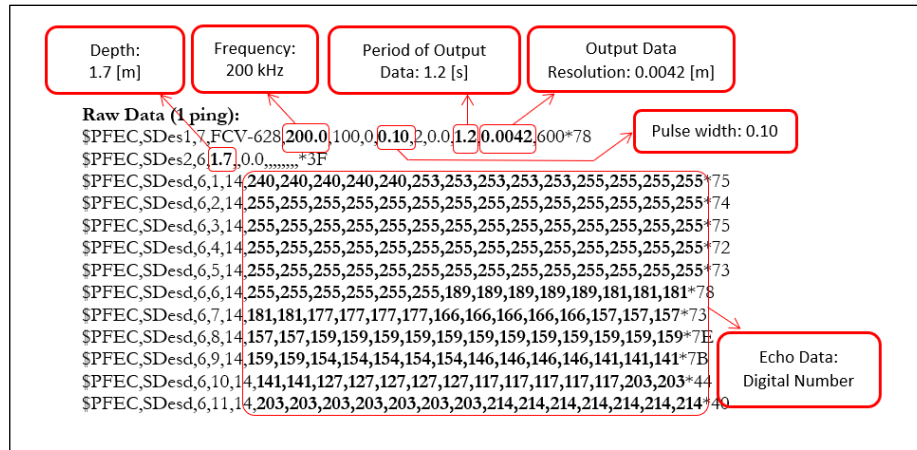 Depth:
1.7 [m]
Frequency:
200 kHz
Period of Output
Data: 1.2 [s]
Output Data
Resolution: 0.0042 [m]
Raw Data (1 ping):
$PFEC,SDes1,7,FCV-628,200.0,100,0,0.10,2,0.0,1.2,0.0042,600*78
Pulse width: 0.10
$PFEC,SDes2,6,1.7,,0.0,,,,,,,,*3F
$PFEC,SDesd,6,1,14,240,240,240,240,240,253,253,253,253,253,255,255,255,255*75
$PFEC,SDesd,6,2,14,255,255,255,255,255,255,255,255,255,255,255,255,255,255*74
$PFEC,SDesd,6,3,14,255,255,255,255,255,255,255,255,255,255,255,255,255,255*75
$PFEC,SDesd,6,4,14,255,255,255,255,255,255,255,255,255,255,255,255,255,255*72
$PFEC,SDesd,6,5,14,255,255,255,255,255,255,255,255,255,255,255,255,255,255*73
$PFEC,SDesd,6,6,14,255,255,255,255,255,255,189,189,189,189,189,181,181,181*78
$PFEC,SDesd,6,7,14,181,181,177,177,177,177,166,166,166,166,166,157,157,157*73
$PFEC,SDesd,6,8,14,157,157,159,159,159,159,159,159,159,159,159,159,159,159*7E
$PFEC,SDesd,6,9,14,159,159,154,154,154,154,154,146,146,146,146,141,141,141*7B
$PFEC,SDesd,6,10,14,141,141,127,127,127,127,127,117,117,117,117,117,203,203*44
$PFEC,SDesd,6,11,14,203,203,203,203,203,203,203,214,214,214,214,214,214,214*40
Echo Data:
Digital Number